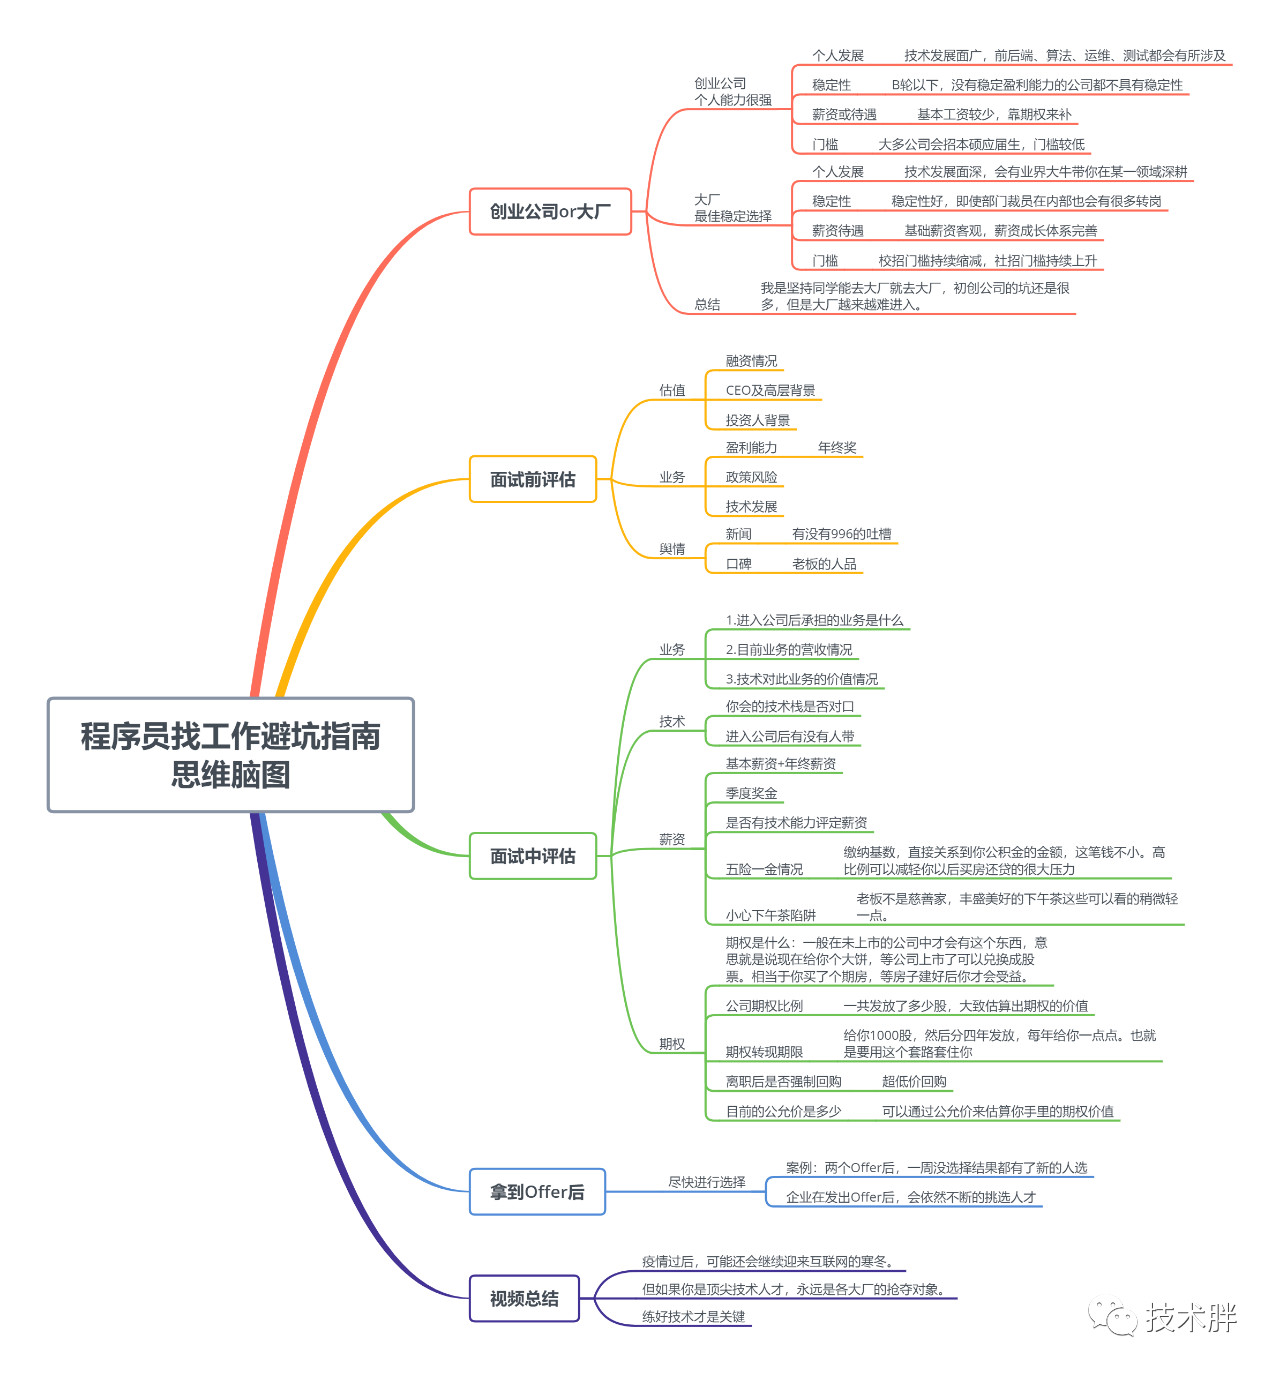 程序员找工作避坑指南
思维脑图
创业公司or大厂
创业公司
个人能力很强
个人发展
技术发展面广，前后端、算法、运维、测试都会有所涉及
稳定性
B轮以下，没有稳定盈利能力的公司都不具有稳定性
薪资或待遇
基本工资较少，靠期权来补
门槛
大多公司会招本硕应届生，门槛较低
大厂
最佳稳定选择
个人发展
技术发展面深，会有业界大牛带你在某一领域深耕
稳定性
稳定性好，即使部门裁员在内部也会有很多转岗
薪资待遇
基础薪资客观，薪资成长体系完善
门槛
校招门槛持续缩减，社招门槛持续上升
总结
我是坚持同学能去大厂就去大厂，初创公司的坑还是很
多，但是大厂越来越难进入。
面试前评估
估值
融资情况
CEO及高层背景
投资人背景
业务
盈利能力
年终奖
政策风险
技术发展
舆情
新闻
有没有996的吐槽
口碑
老板的人品
面试中评估
业务
1.进入公司后承担的业务是什么
2.目前业务的营收情况
3.技术对此业务的价值情况
技术
你会的技术栈是否对口
进入公司后有没有人带
薪资
基本薪资+年终薪资
季度奖金
是否有技术能力评定薪资
五险一金情况
缴纳基数，直接关系到你公积金的金额，这笔钱不小。高
比例可以减轻你以后买房还贷的很大压力
小心下午茶陷阱
老板不是慈善家，丰盛美好的下午茶这些可以看的稍微轻
一点。
期权
期权是什么：一般在未上市的公司中才会有这个东西，意
思就是说现在给你个大饼，等公司上市了可以兑换成股
票。相当于你买了个期房，等房子建好后你才会受益。
公司期权比例
一共发放了多少股，大致估算出期权的价值
期权转现期限
给你1000股，然后分四年发放，每年给你一点点。也就
是要用这个套路套住你
离职后是否强制回购
超低价回购
目前的公允价是多少
可以通过公允价来估算你手里的期权价值
拿到Offer后
尽快进行选择
案例：两个Offer后，一周没选择结果都有了新的人选
企业在发出Offer后，会依然不断的挑选人才
视频总结
疫情过后，可能还会继续迎来互联网的寒冬。
但如果你是顶尖技术人才，永远是各大厂的抢夺对象。
练好技术才是关键
技术胖